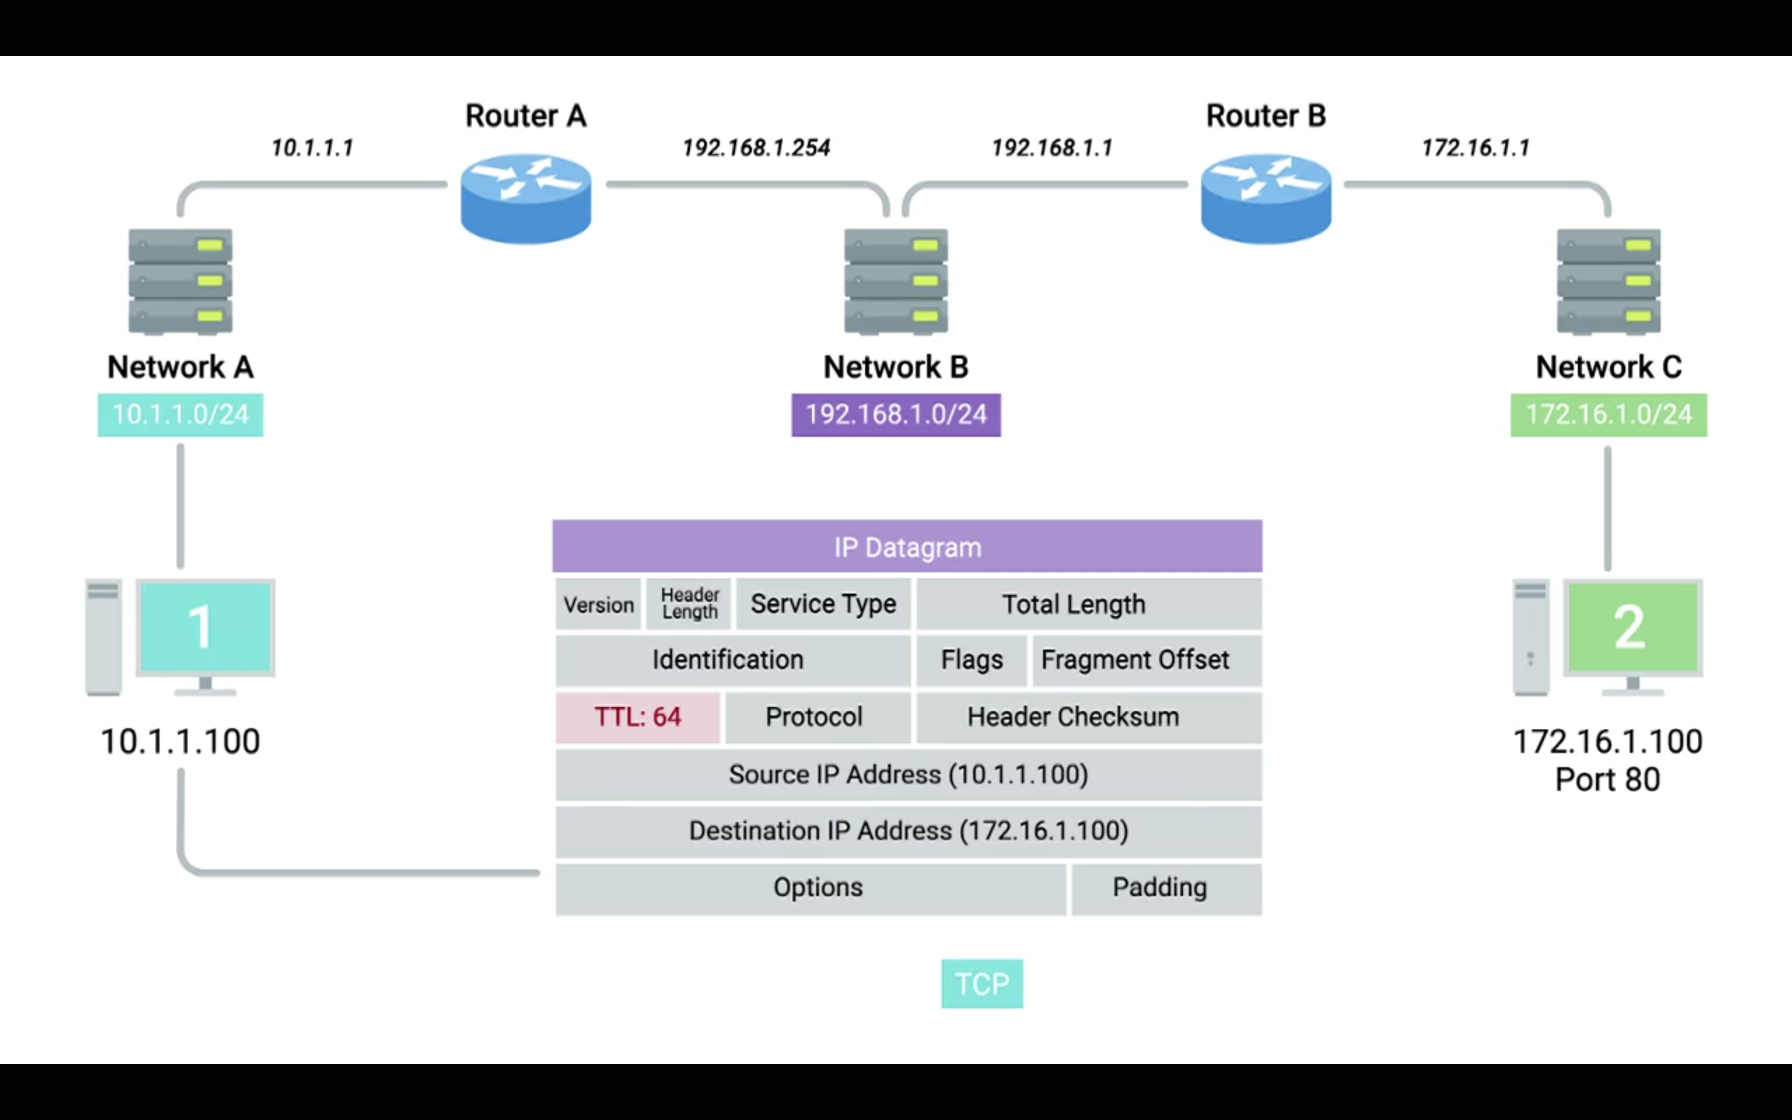 Router A
Router B
10.1.1.1
192.168.1.254
192.168.1.1
172.16.1.1
Network A
Network B
Network C
10.1.1.0/24
192.168.1.0/24
172.16.1.0/24
IP Datagram
Version
Header
Length
Service Type
Total Length
1
2
Identification
Flags
Fragment Offset
TTL: 64
Protocol
Header Checksum
10.1.1.100
172.16.1.100
Port 80
Source IP Address (10.1.1.100)
Destination IP Address (172.16.1.100)
Options
Padding
TCP